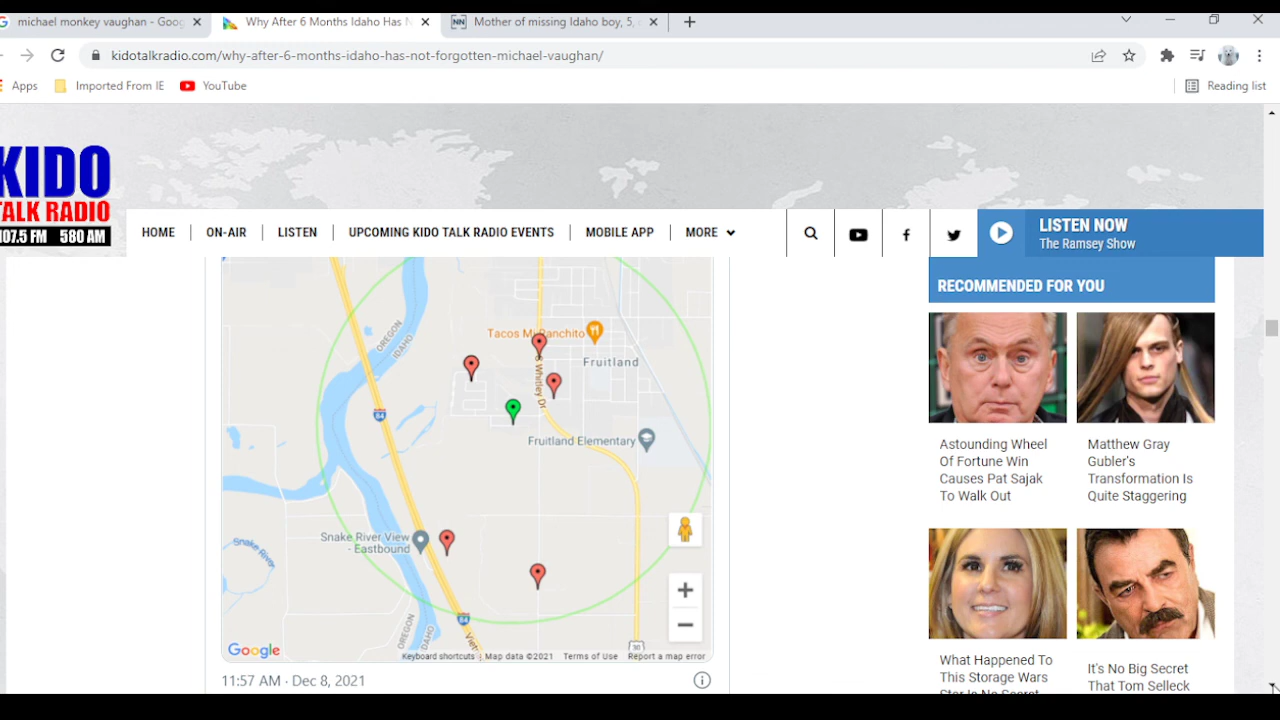 michael monkey vaughan - Goog
Why After 6 Months Idaho Has N
NN
Mother of missing Idaho boy, 5,
kidotalkradio.com/why-after-6-months-idaho-has-not-forgotten-michael-vaughan/
Apps
Imported From IE
YouTube
Reading list
KIDO
TALK RADIO
107.5 FM 580 AM
HOME
ON-AIR
LISTEN
UPCOMING KIDO TALK RADIO EVENTS
MOBILE APP
MORE
LISTEN NOW
The Ramsey Show
OREGON
IDAHO
Tacos Mi Ranchito
Fruitland
S Whitley Dr
84
Fruitland Elementary
Snake River View
- Eastbound
Snake
River
OREGON
IDAHO
84
30
Google
Keyboard shortcuts
Map data ©2021
Terms of Use
Report a map error
11:57 AM · Dec 8, 2021
RECOMMENDED FOR YOU
Astounding Wheel
Of Fortune Win
Causes Pat Sajak
To Walk Out
Matthew Gray
Gubler's
Transformation Is
Quite Staggering
What Happened To
This Storage Wars
Star Is No Secret
It's No Big Secret
That Tom Selleck